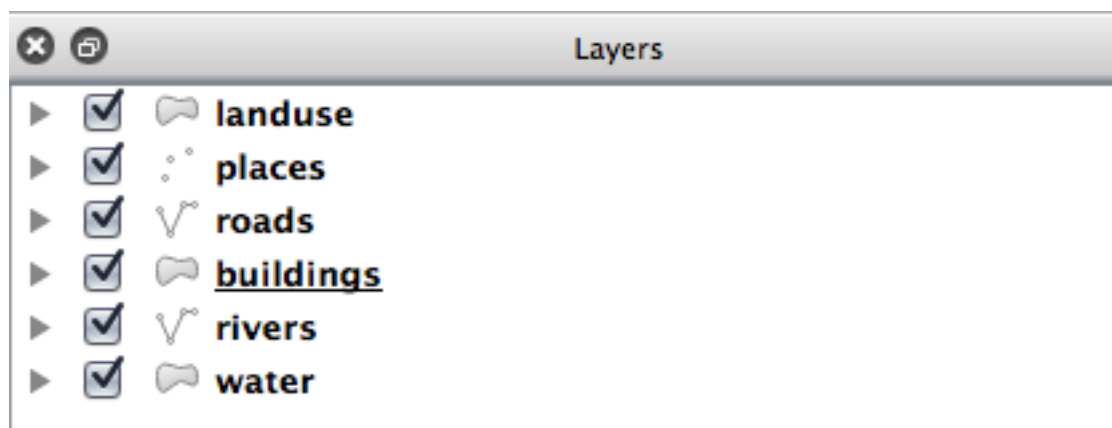 Layers
landuse
places
roads
buildings
rivers
water